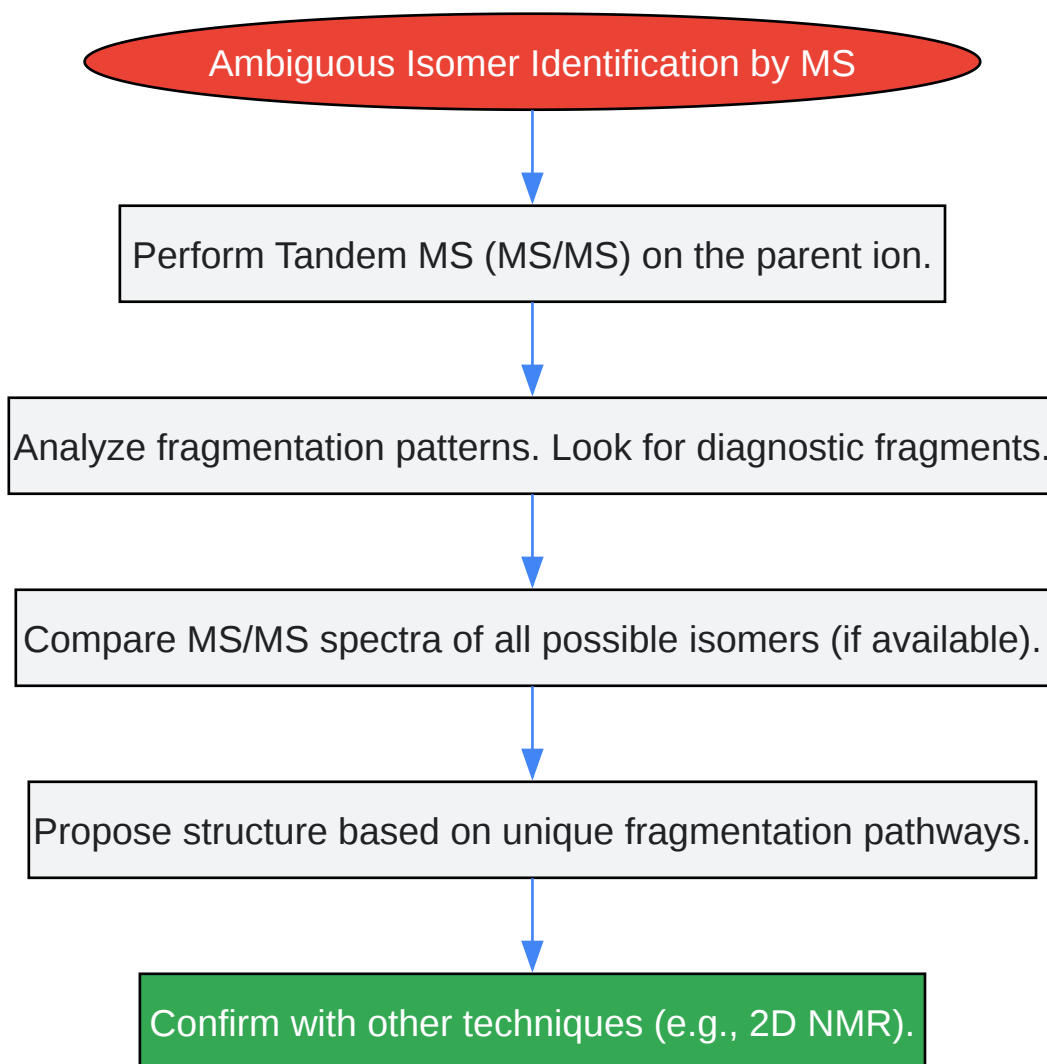 Ambiguous Isomer Identification by MS
Perform Tandem MS (MS/MS) on the parent ion.
Analyze fragmentation patterns. Look for diagnostic fragments.
Compare MS/MS spectra of all possible isomers (if available).
Propose structure based on unique fragmentation pathways.
Confirm with other techniques (e.g., 2D NMR).